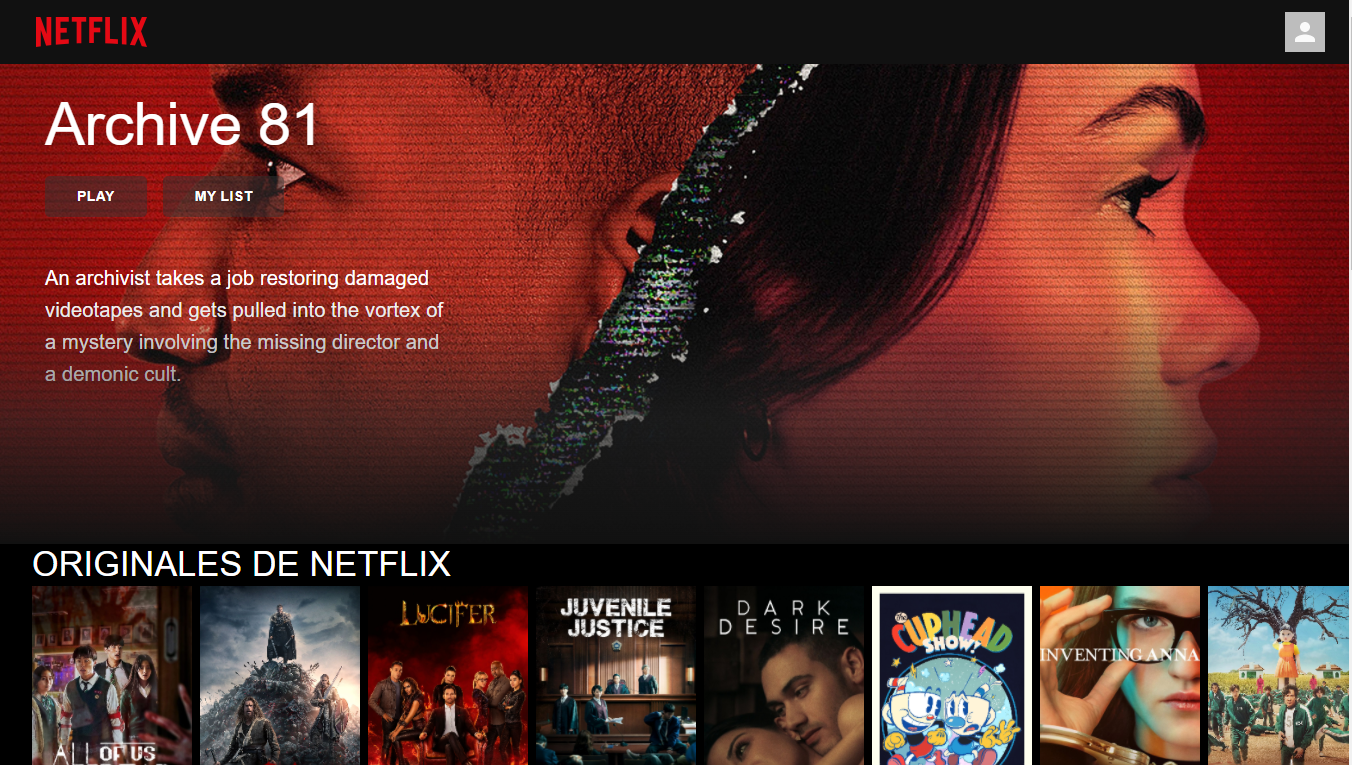 NETFLIX
Archive 81
PLAY
MY LIST
An archivist takes a job restoring damaged
videotapes and gets pulled into the vortex of
a mystery involving the missing director and
a demonic cult.
ORIGINALES DE NETFLIX
ALL OF US
LUCIFER
JUVENILE
JUSTICE
DARK
DESIRE
The
CUPHEAD
SHOW!
INVENTING ANNA